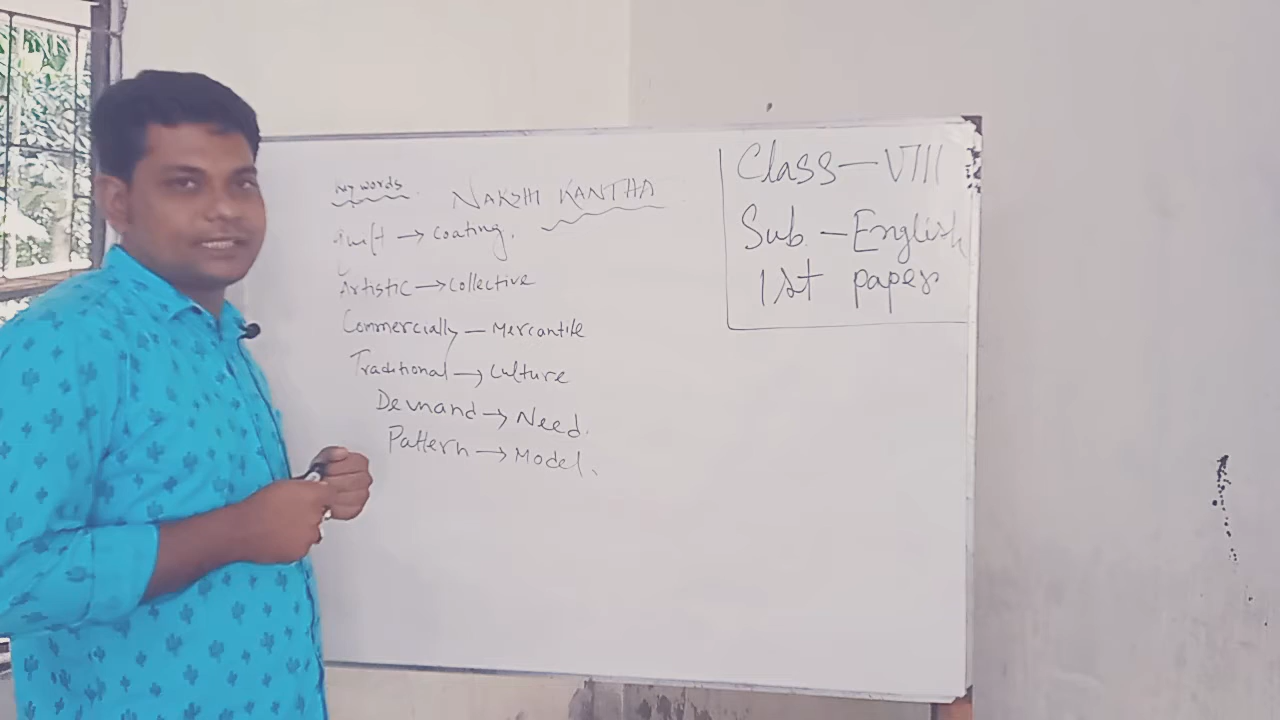 Key words
NAKSHI KANTHA
Quilt → Coating.
Artistic → Collective
Commercially — Mercantile
Traditional → Culture
Demand → Need.
Pattern → Model.
Class — VIII
Sub — English
1st paper